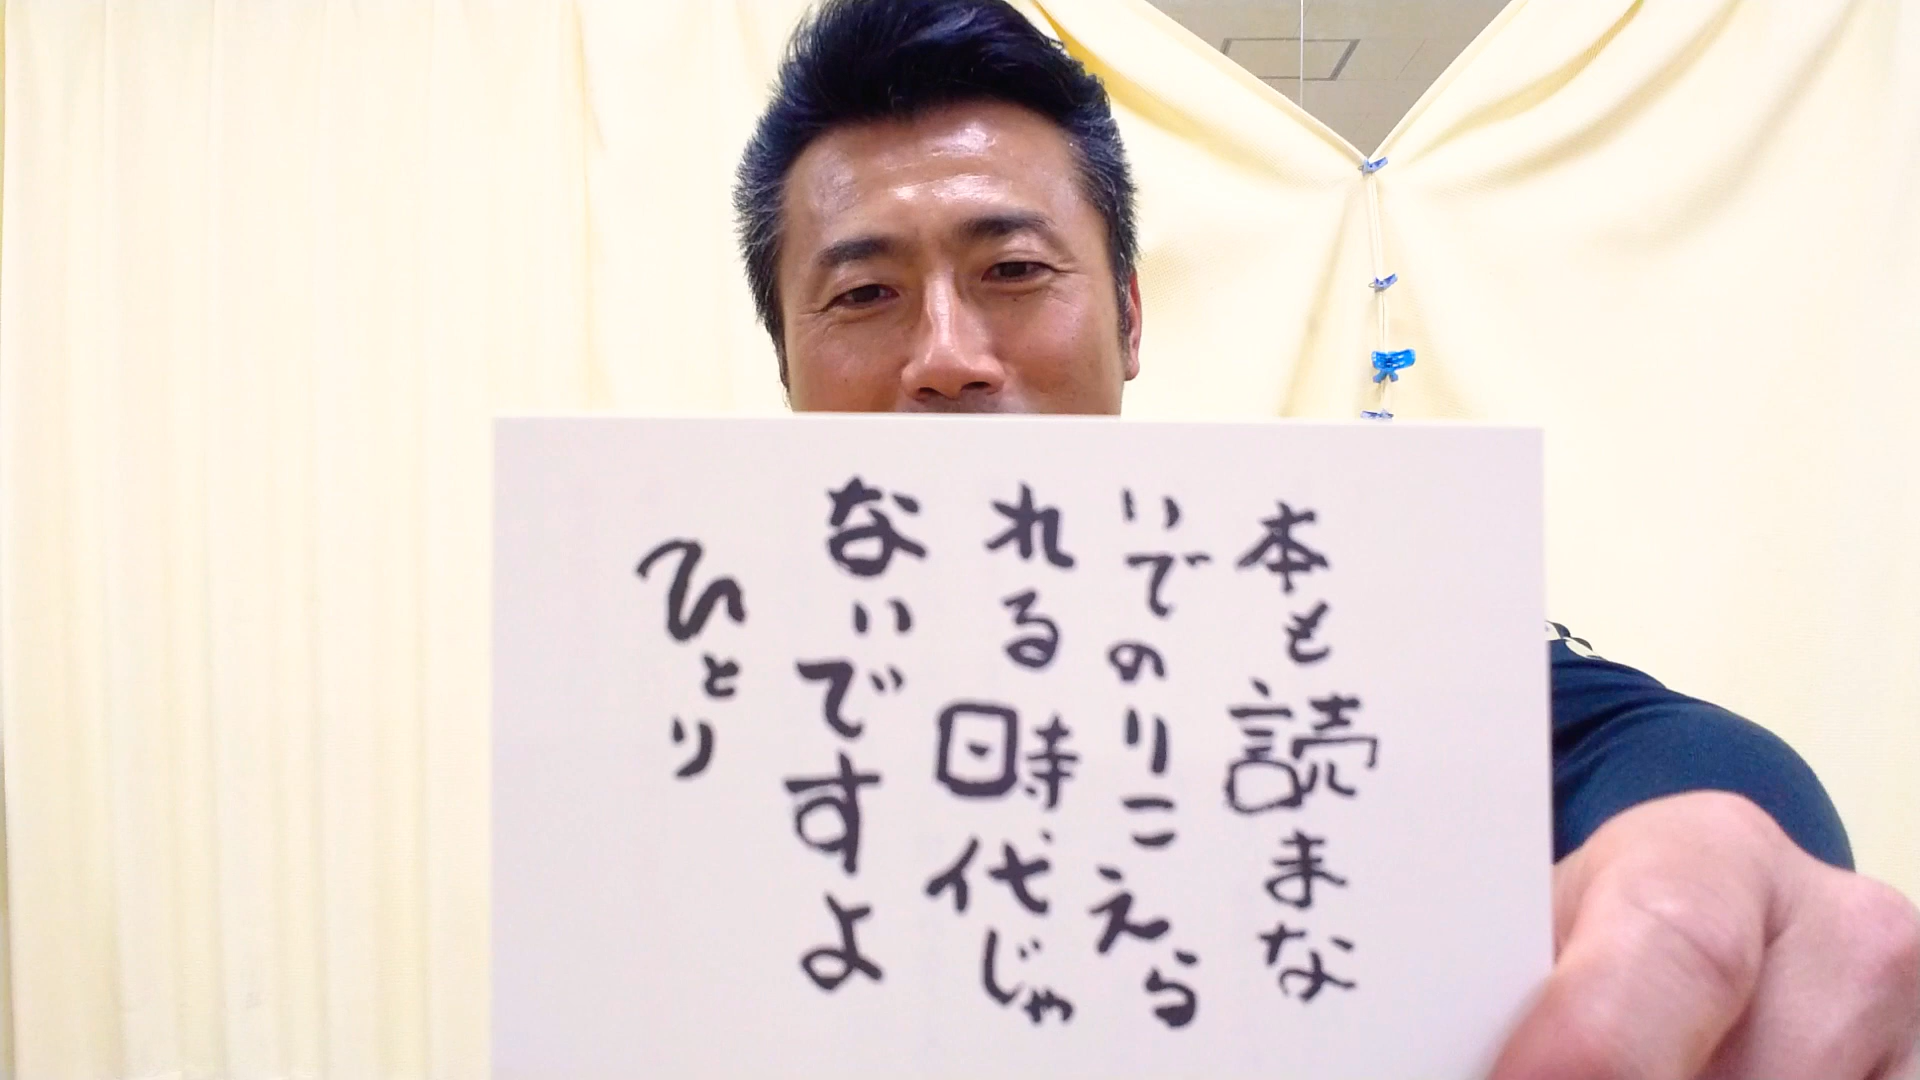 本も読まな
いでのりこえら
れる時代じゃ
ないですよ
ひとり